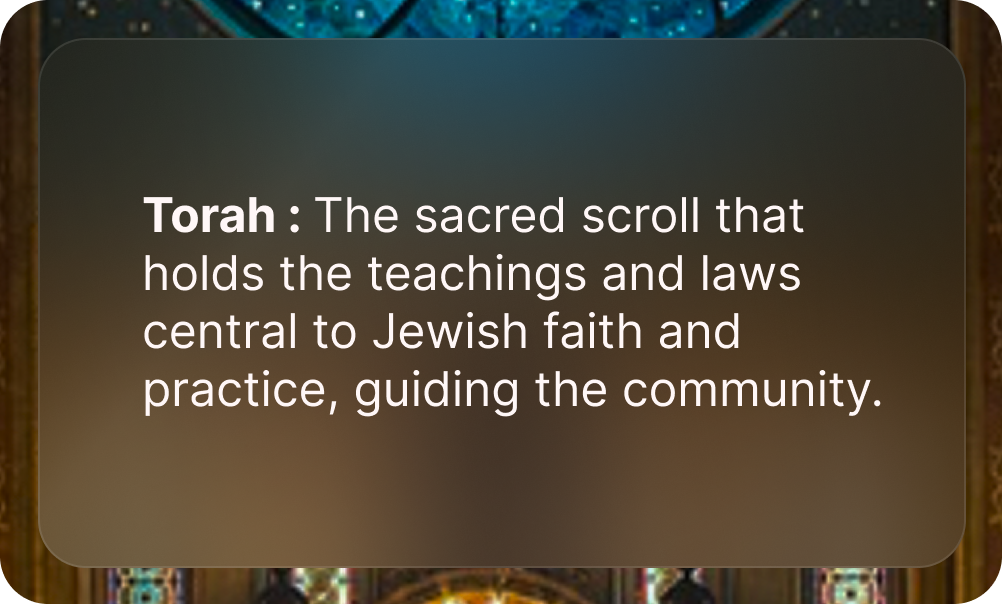 Torah : The sacred scroll that
holds the teachings and laws
central to Jewish faith and
practice, guiding the community.